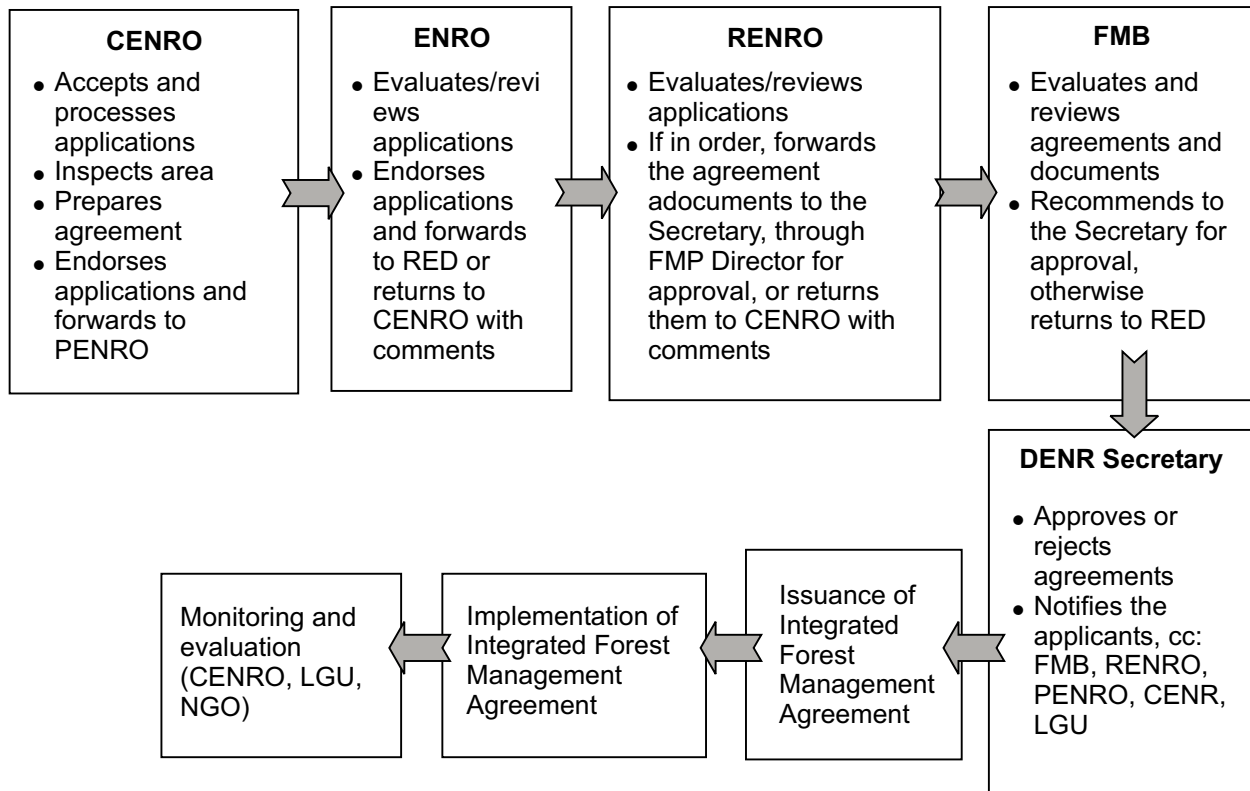 CENRO
● Accepts and
processes
applications
● Inspects area
● Prepares
agreement
● Endorses
applications and
forwards to
PENRO
ENRO
● Evaluates/revi
ews
applications
● Endorses
applications
and forwards
to RED or
returns to
CENRO with
comments
RENRO
● Evaluates/reviews
applications
● If in order, forwards
the agreement
adocuments to the
Secretary, through
FMP Director for
approval, or returns
them to CENRO with
comments
FMB
● Evaluates and
reviews
agreements and
documents
● Recommends to
the Secretary for
approval,
otherwise
returns to RED
DENR Secretary
● Approves or
rejects
agreements
● Notifies the
applicants, cc:
FMB, RENRO,
PENRO, CENR,
LGU
Issuance of
Integrated
Forest
Management
Agreement
Implementation of
Integrated Forest
Management
Agreement
Monitoring and
evaluation
(CENRO, LGU,
NGO)